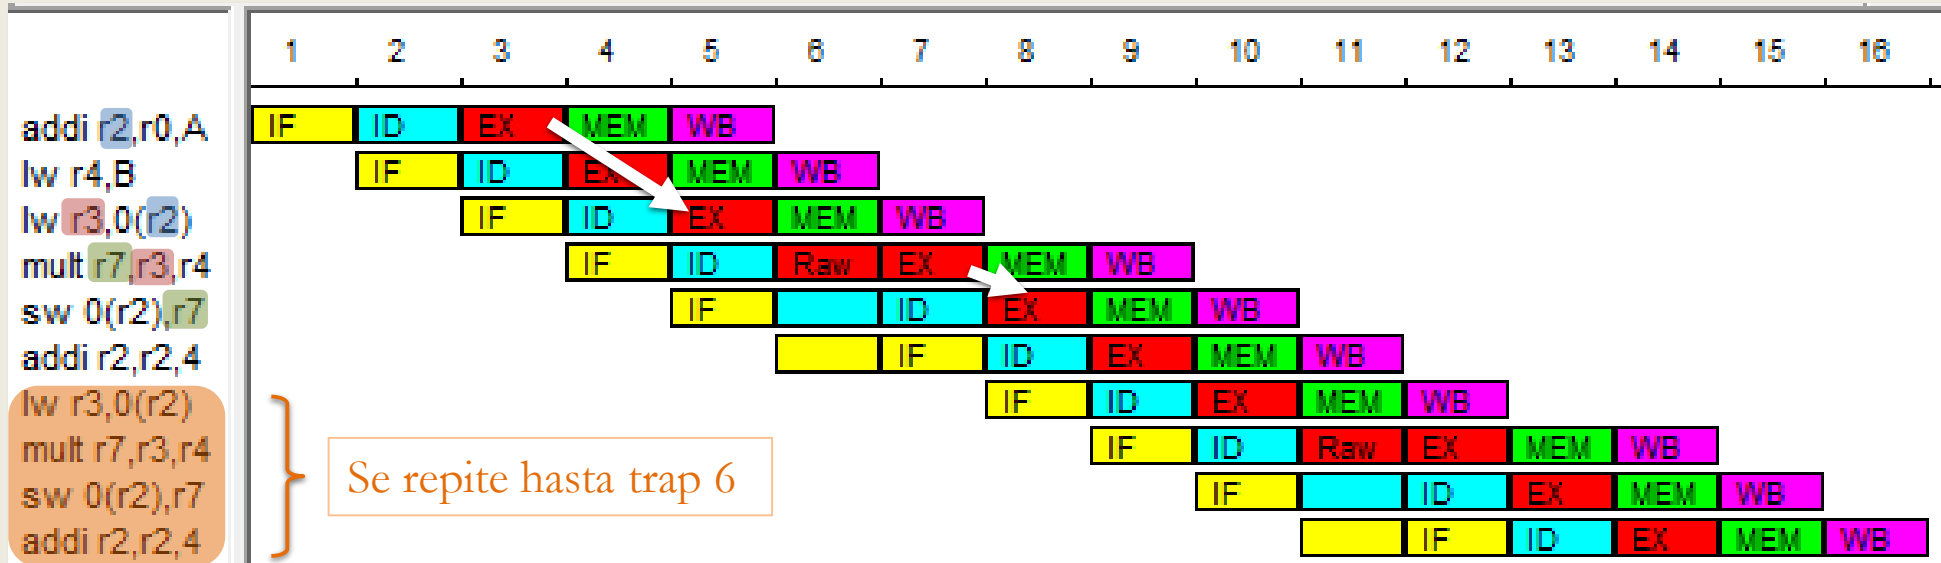 1 2 3 4 5 6 7 8 9 10 11 12 13 14 15 16
addi r2,r0,A IF ID EX MEM WB
lw r4,B IF ID EX MEM WB
lw r3,0(r2) IF ID EX MEM WB
mult r7,r3,r4 IF ID Raw EX MEM WB
sw 0(r2),r7 IF ID EX MEM WB
addi r2,r2,4 IF ID EX MEM WB
lw r3,0(r2) IF ID EX MEM WB
mult r7,r3,r4 IF ID Raw EX MEM WB
sw 0(r2),r7 IF ID EX MEM WB
addi r2,r2,4 IF ID EX MEM WB
Se repite hasta trap 6